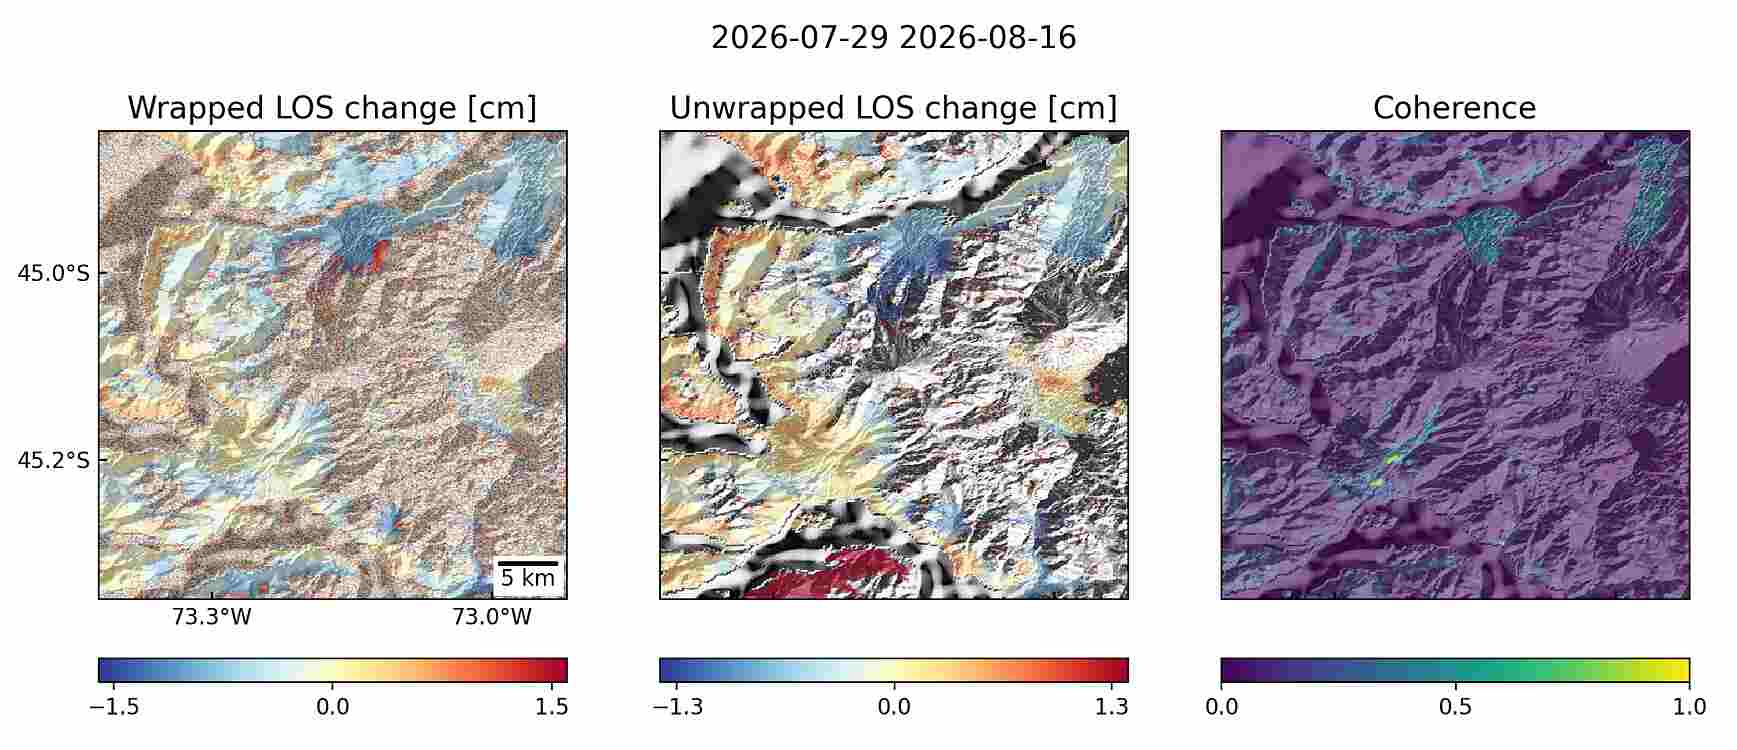 2026-07-29 2026-08-16
Wrapped LOS change [cm]
Unwrapped LOS change [cm]
Coherence
45.0°S
45.2°S
5 km
73.3°W
73.0°W
−1.5
0.0
1.5
−1.3
0.0
1.3
0.0
0.5
1.0